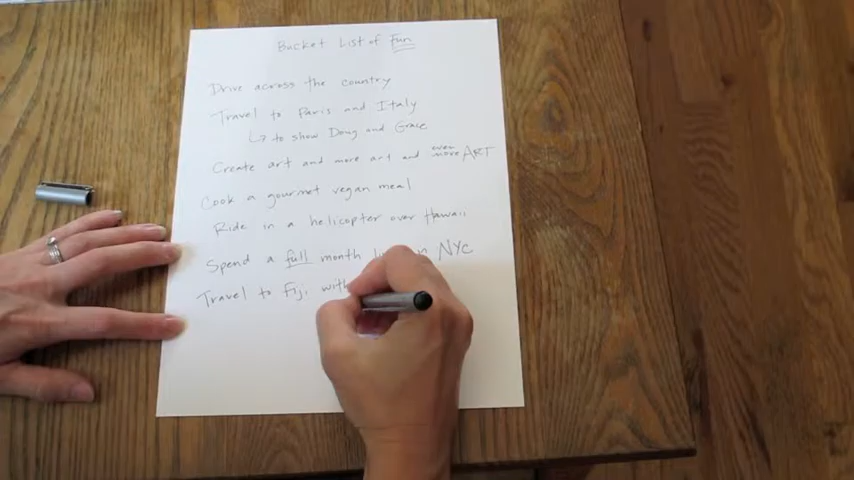 Bucket List of Fun
Drive across the country
Travel to Paris and Italy
↳ to show Doug and Grace
Create art and more art and even more ART
Cook a gourmet vegan meal
Ride in a helicopter over Hawaii
Spend a full month NYC
Travel to Fiji with